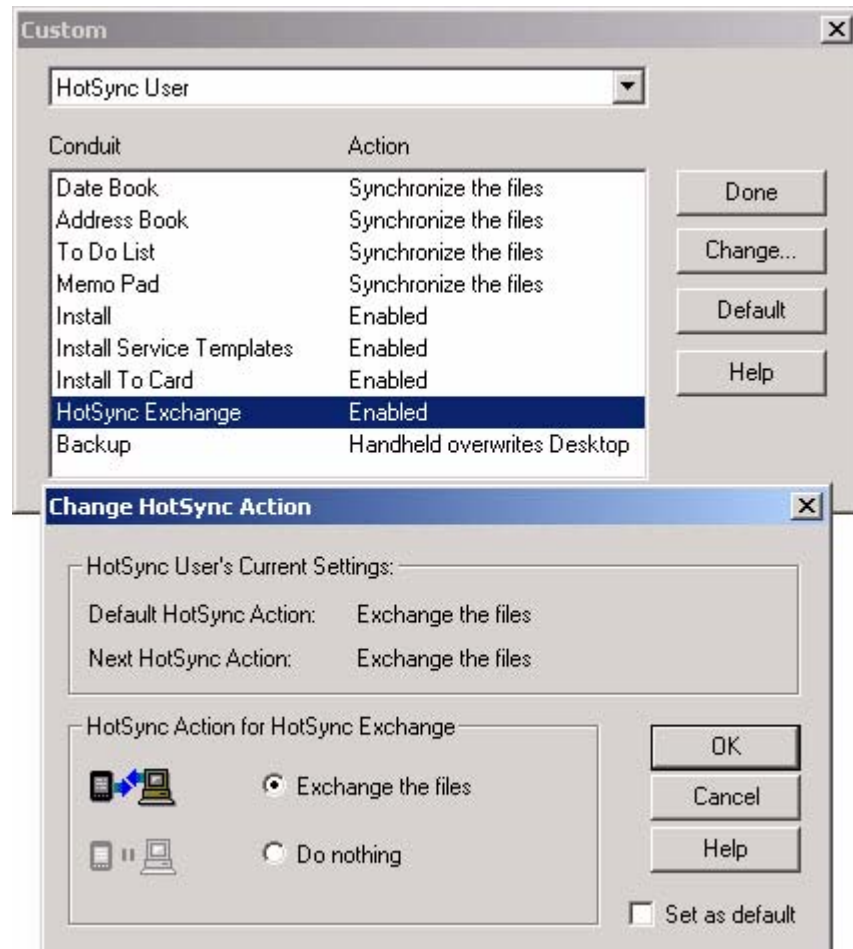 Custom
HotSync User
Conduit Action
Date Book Synchronize the files
Address Book Synchronize the files
To Do List Synchronize the files
Memo Pad Synchronize the files
Install Enabled
Install Service Templates Enabled
Install To Card Enabled
HotSync Exchange Enabled
Backup Handheld overwrites Desktop
Done
Change...
Default
Help
Change HotSync Action
HotSync User's Current Settings:
Default HotSync Action: Exchange the files
Next HotSync Action: Exchange the files
HotSync Action for HotSync Exchange
Exchange the files
Do nothing
OK
Cancel
Help
Set as default